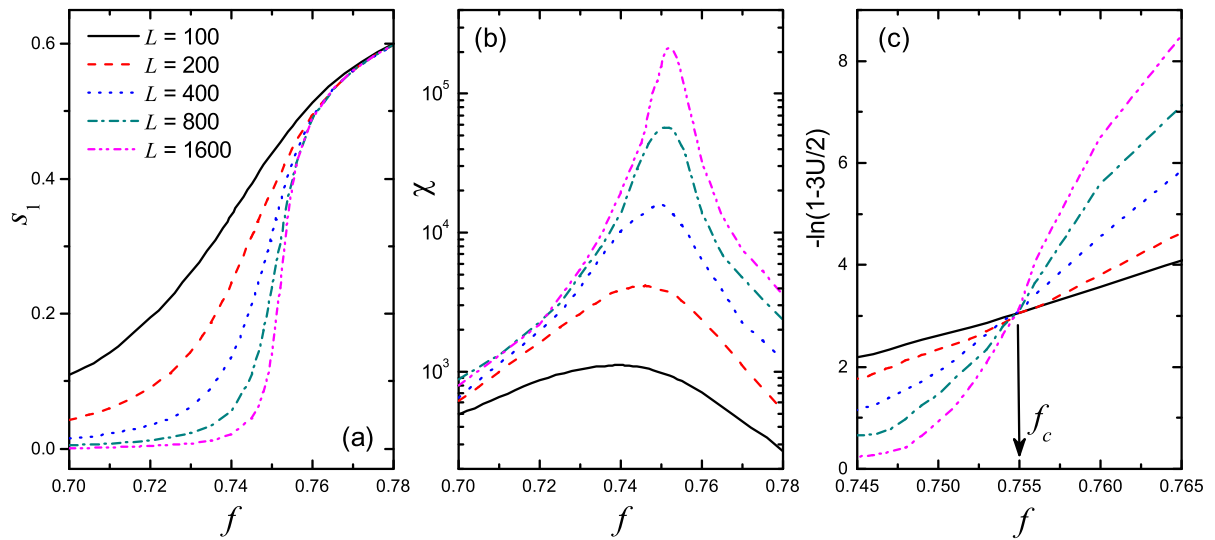 (a)
L = 100
L = 200
L = 400
L = 800
L = 1600
s1
0.6
0.4
0.2
0.0
0.70 0.72 0.74 0.76 0.78
f
(b)
χ
10^5
10^4
10^3
0.70 0.72 0.74 0.76 0.78
f
(c)
-ln(1-3U/2)
8
6
4
2
0
fc
0.745 0.750 0.755 0.760 0.765
f